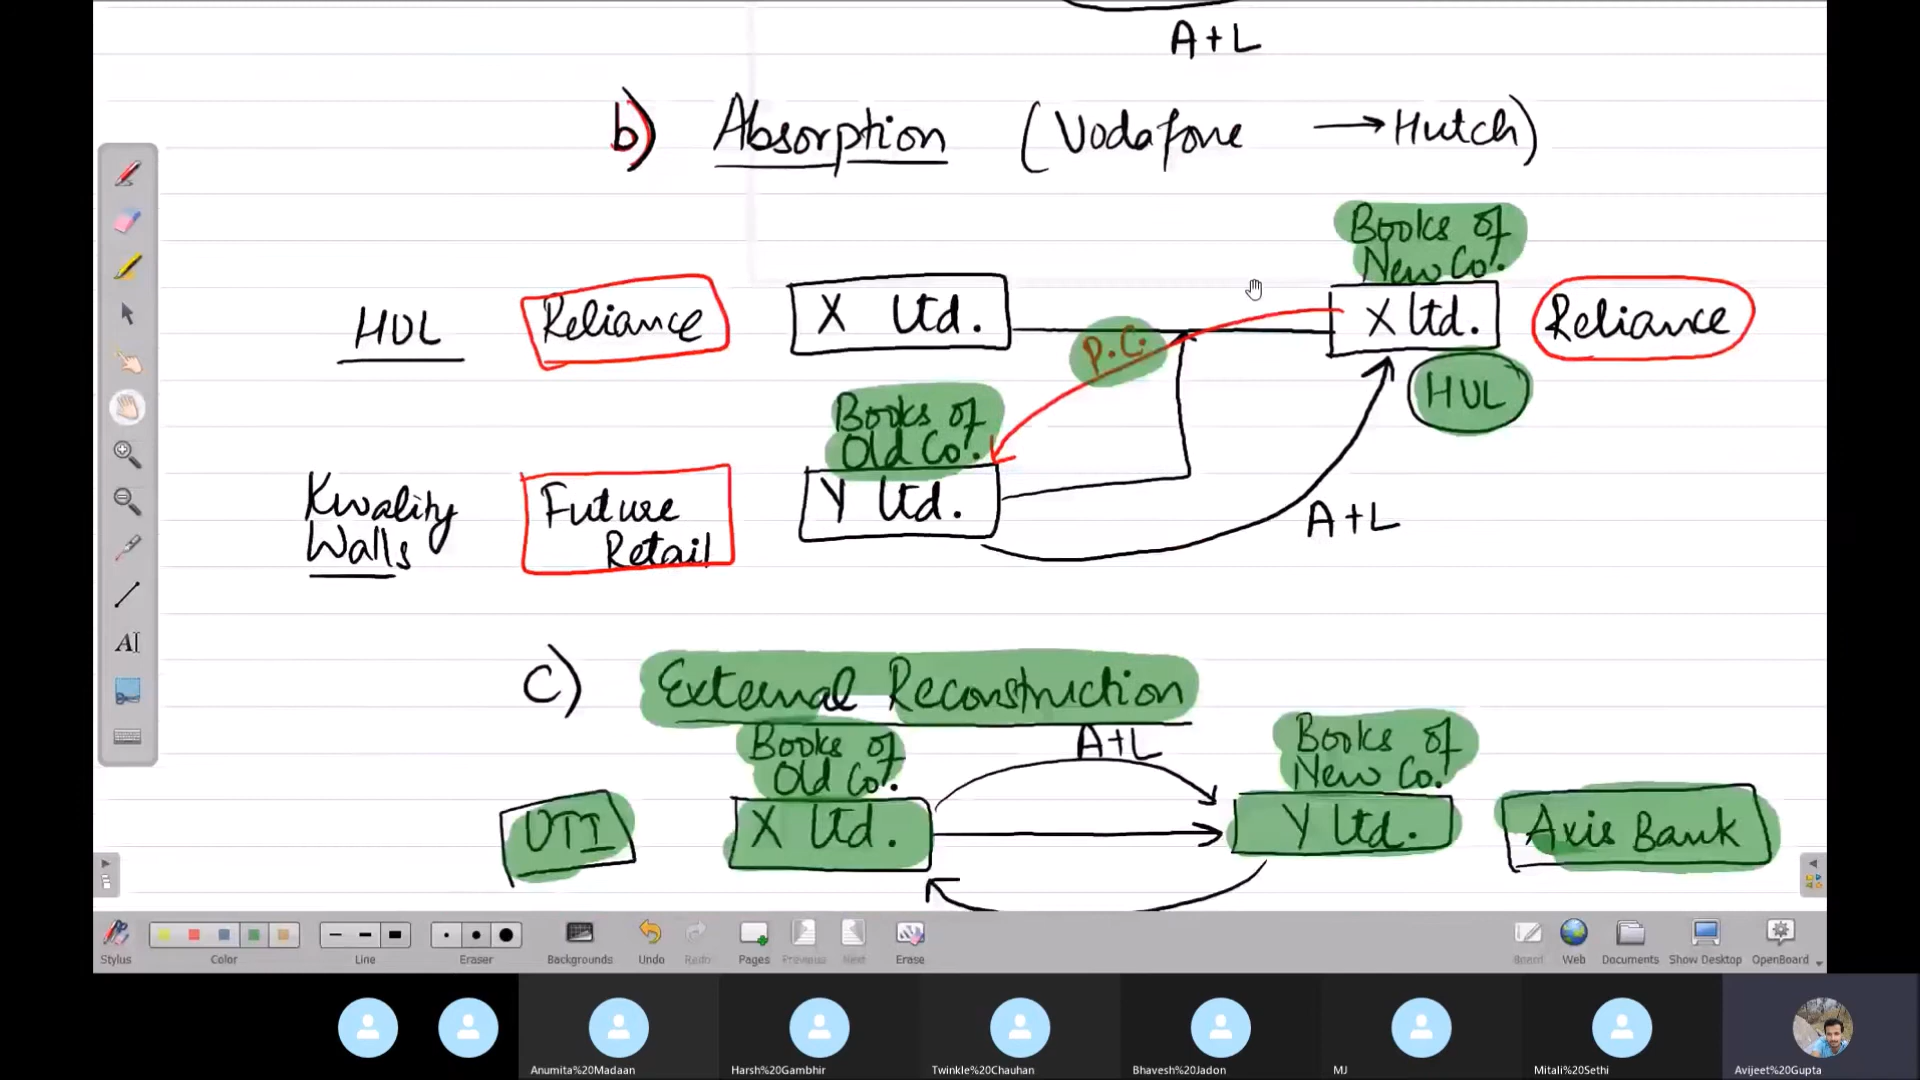 A+L
b) Absorption (Vodafone → Hutch)
Books of
New Co.
HUL Reliance X Ltd. P.C. X Ltd. Reliance
HUL
Books of
Old Co.
Kwality
Walls
Future
Retail
Y Ltd.
A+L
c) External Reconstruction
Books of
Old Co.
A+L
Books of
New Co.
UTI X Ltd. Y Ltd. Axis Bank
Stylus Color Line Eraser Backgrounds Undo Redo Pages Previous Next Erase Board Web Documents Show Desktop OpenBoard
Anumita%20Madaan Harsh%20Gambhir Twinkle%20Chauhan Bhavesh%20Jadon MJ Mitali%20Sethi Avijeet%20Gupta